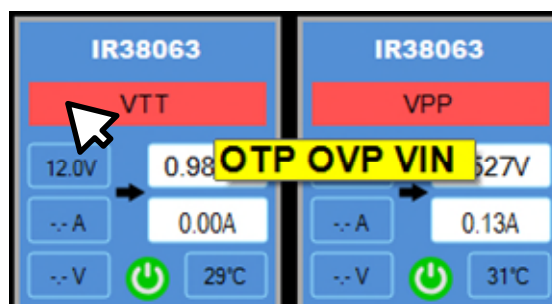 IR38063
VTT
12.0V
0.98
-.- A
0.00A
-.- V
29°C
OTP OVP VIN
IR38063
VPP
527V
-.- A
0.13A
-.- V
31°C